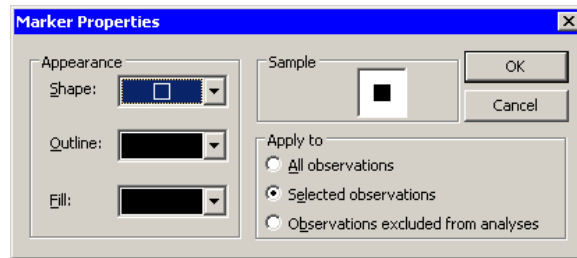 Marker Properties
Appearance
Shape:
Outline:
Fill:
Sample
OK
Cancel
Apply to
All observations
Selected observations
Observations excluded from analyses